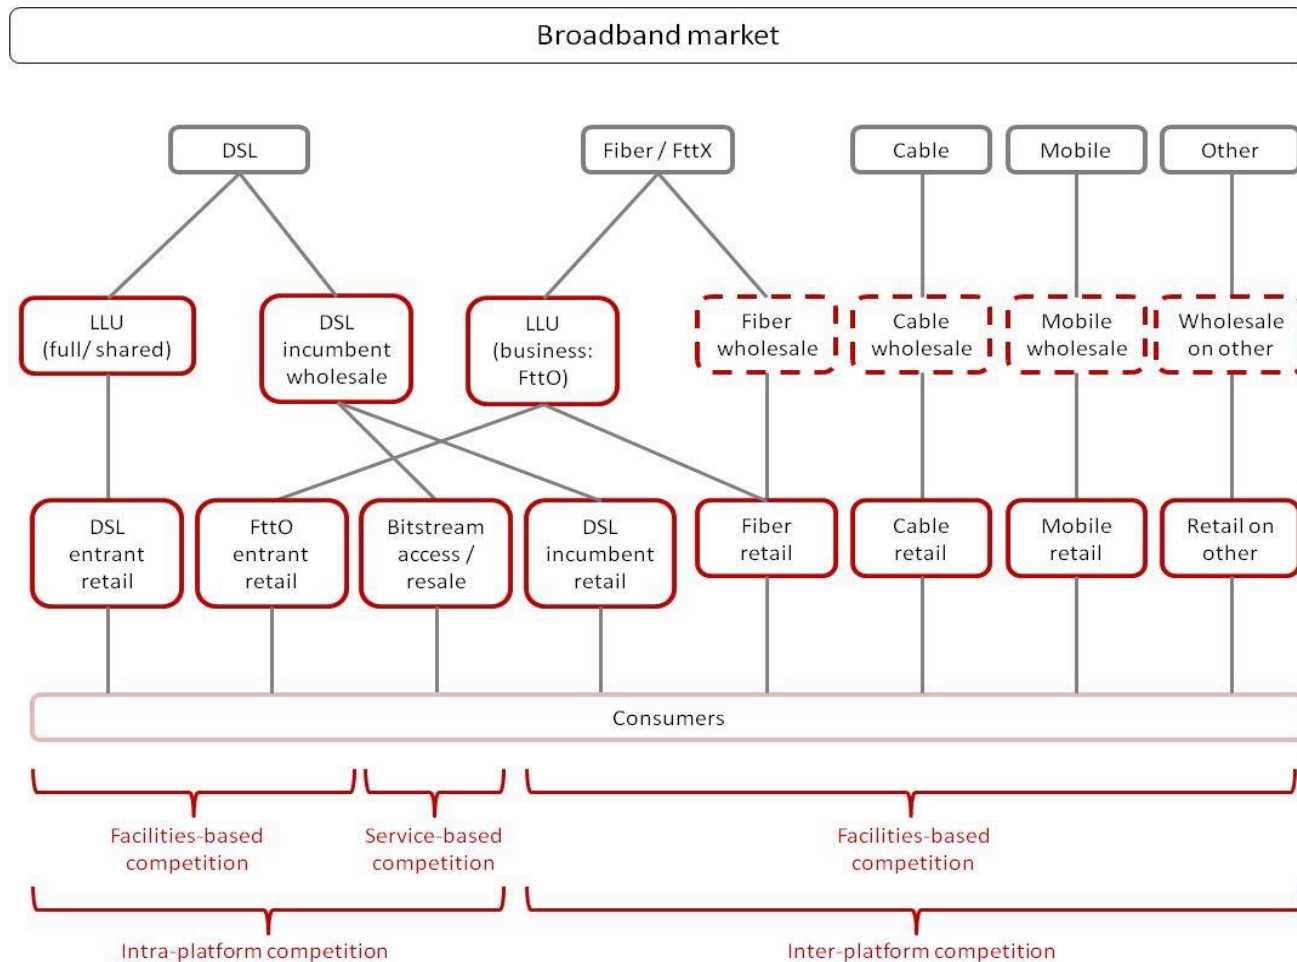 Broadband market
DSL
Fiber / FttX
Cable
Mobile
Other
LLU
(full/ shared)
DSL
incumbent
wholesale
LLU
(business:
FttO)
Fiber
wholesale
Cable
wholesale
Mobile
wholesale
Wholesale
on other
DSL
entrant
retail
FttO
entrant
retail
Bitstream
access /
resale
DSL
incumbent
retail
Fiber
retail
Cable
retail
Mobile
retail
Retail on
other
Consumers
Facilities-based
competition
Service-based
competition
Facilities-based
competition
Intra-platform competition
Inter-platform competition